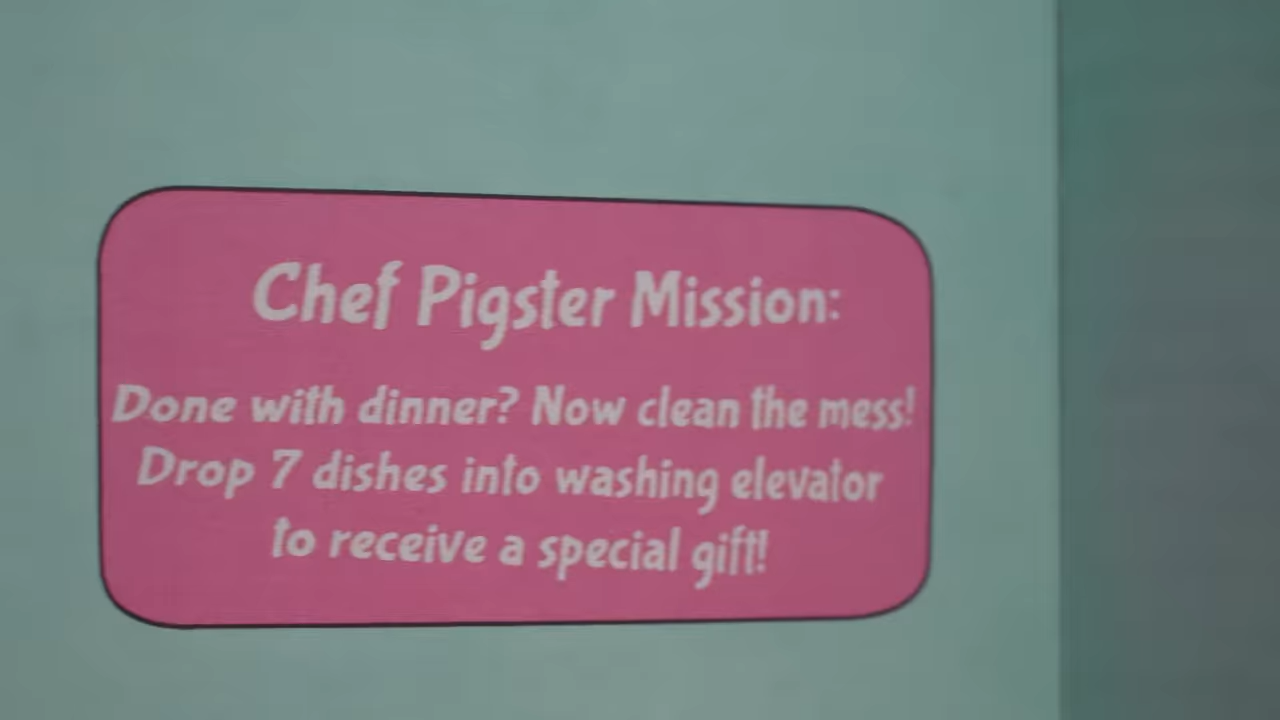 Chef Pigster Mission:
Done with dinner? Now clean the mess!
Drop 7 dishes into washing elevator
to receive a special gift!